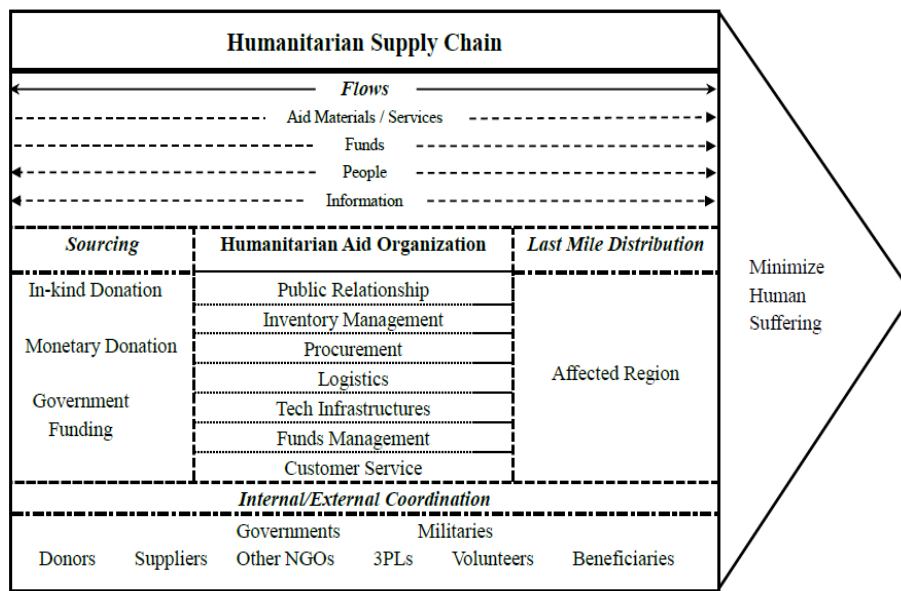 Humanitarian Supply Chain
Flows
Aid Materials / Services
Funds
People
Information
Sourcing
In-kind Donation
Monetary Donation
Government
Funding
Humanitarian Aid Organization
Public Relationship
Inventory Management
Procurement
Logistics
Tech Infrastructures
Funds Management
Customer Service
Last Mile Distribution
Affected Region
Internal/External Coordination
Governments Militaries
Donors Suppliers Other NGOs 3PLs Volunteers Beneficiaries
Minimize
Human
Suffering